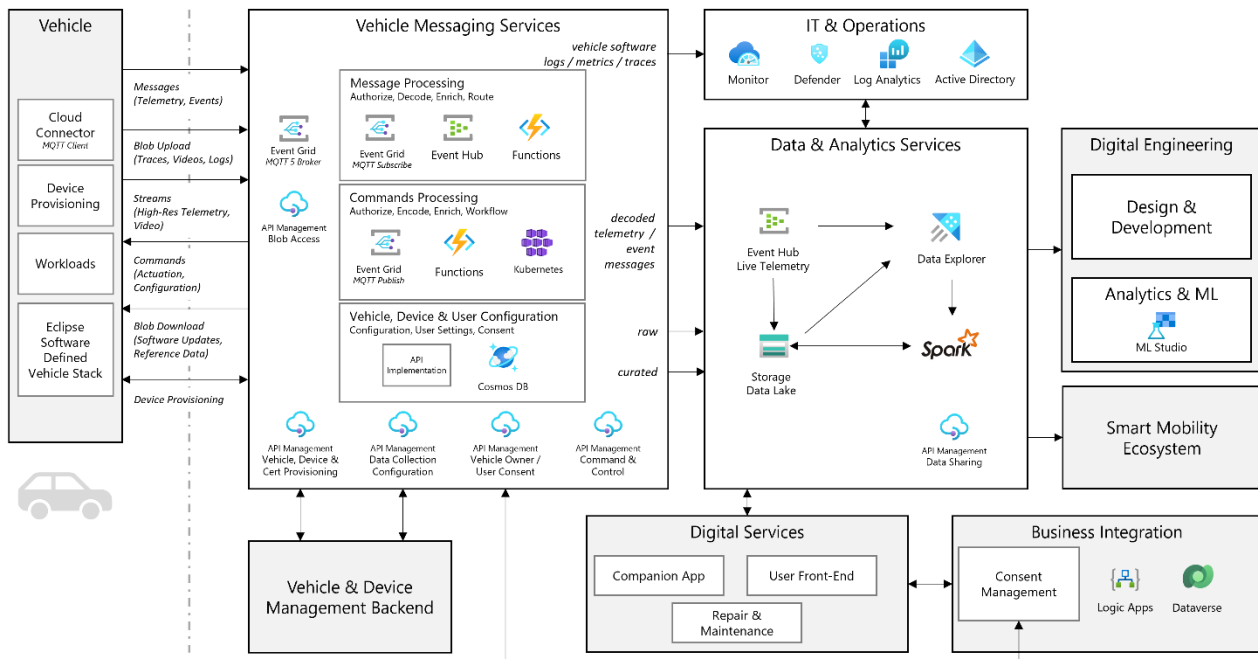 Vehicle
Cloud
Connector
MQTT Client
Device
Provisioning
Workloads
Eclipse
Software
Defined
Vehicle Stack
Messages
(Telemetry, Events)
Blob Upload
(Traces, Videos, Logs)
Streams
(High-Res Telemetry,
Video)
Commands
(Actuation,
Configuration)
Blob Download
(Software Updates,
Reference Data)
Device Provisioning
Vehicle Messaging Services
vehicle software
logs / metrics / traces
Event Grid
MQTT 5 Broker
API Management
Blob Access
Message Processing
Authorize, Decode, Enrich, Route
Event Grid
MQTT Subscribe
Event Hub
Functions
Commands Processing
Authorize, Encode, Enrich, Workflow
Event Grid
MQTT Publish
Functions
Kubernetes
Vehicle, Device & User Configuration
Configuration, User Settings, Consent
API
Implementation
Cosmos DB
decoded
telemetry /
event
messages
raw
curated
API Management
Vehicle, Device &
Cert Provisioning
API Management
Data Collection
Configuration
API Management
Vehicle Owner /
User Consent
API Management
Command &
Control
Vehicle & Device
Management Backend
IT & Operations
Monitor
Defender
Log Analytics
Active Directory
Data & Analytics Services
Event Hub
Live Telemetry
Data Explorer
Storage
Data Lake
Spark
API Management
Data Sharing
Digital Engineering
Design &
Development
Analytics & ML
ML Studio
Smart Mobility
Ecosystem
Digital Services
Companion App
User Front-End
Repair &
Maintenance
Business Integration
Consent
Management
Logic Apps
Dataverse